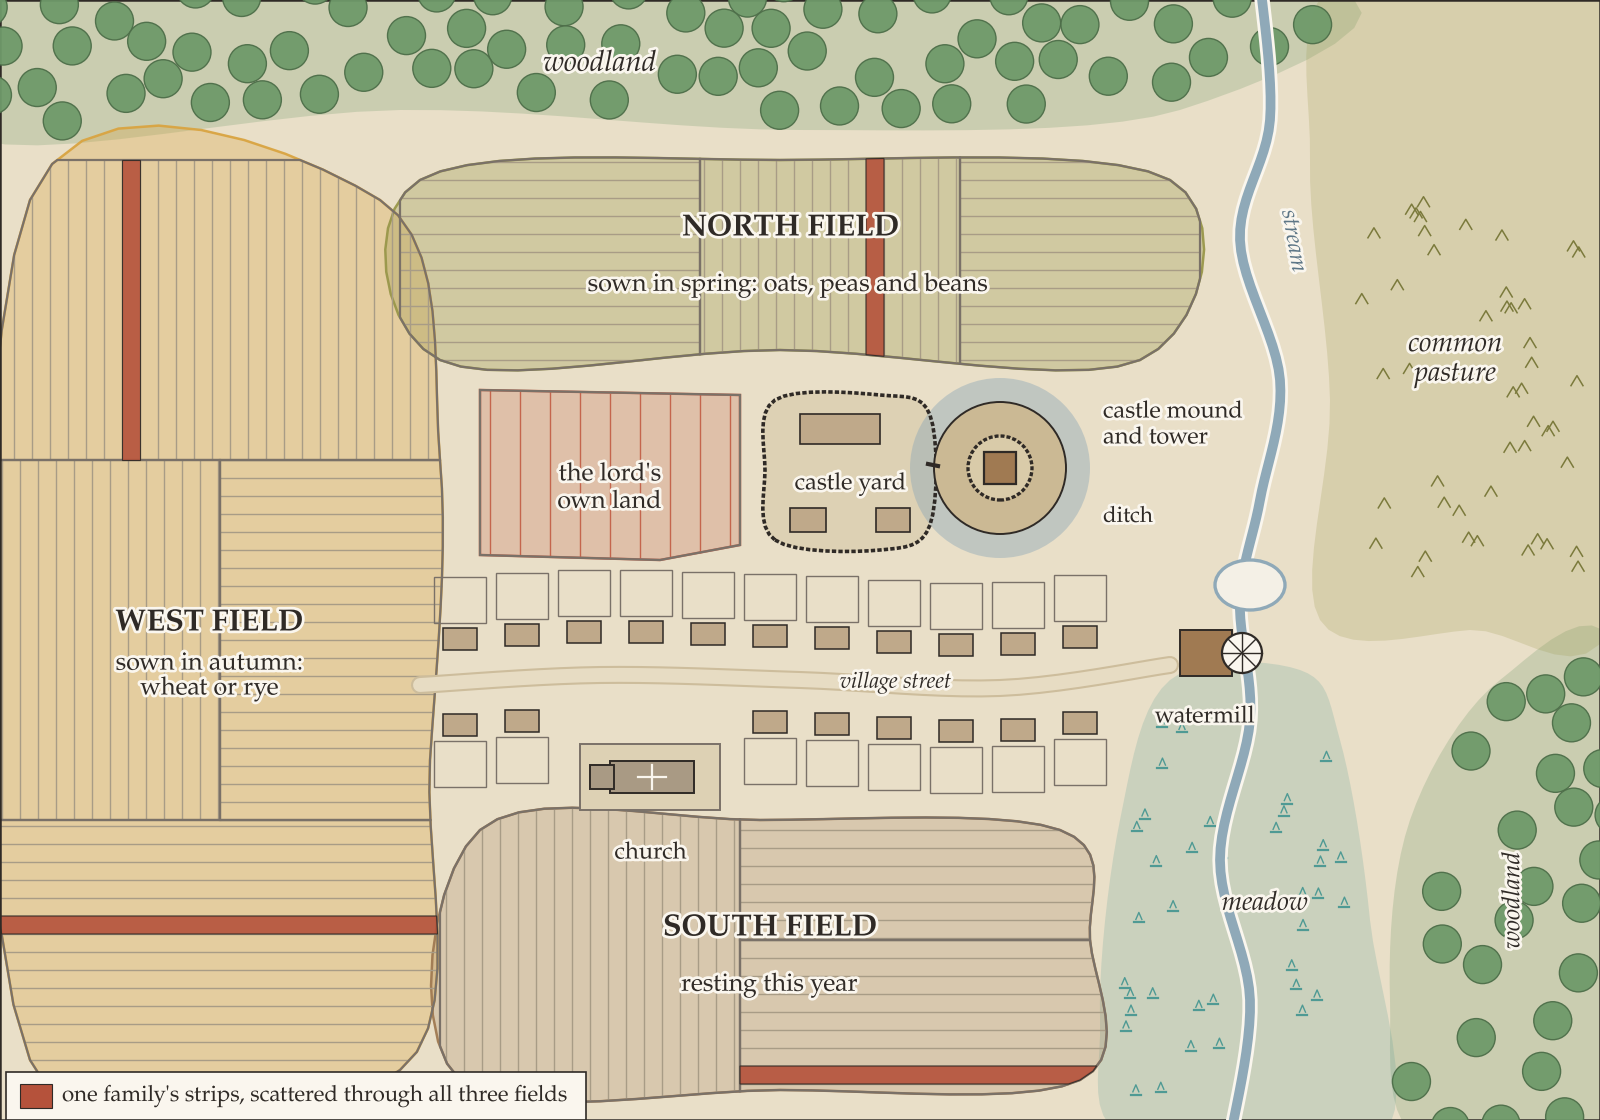 woodland
NORTH FIELD
sown in spring: oats, peas and beans
stream
common
pasture
the lord's
own land
castle yard
castle mound
and tower
ditch
WEST FIELD
sown in autumn:
wheat or rye
village street
watermill
church
SOUTH FIELD
resting this year
meadow
woodland
one family's strips, scattered through all three fields